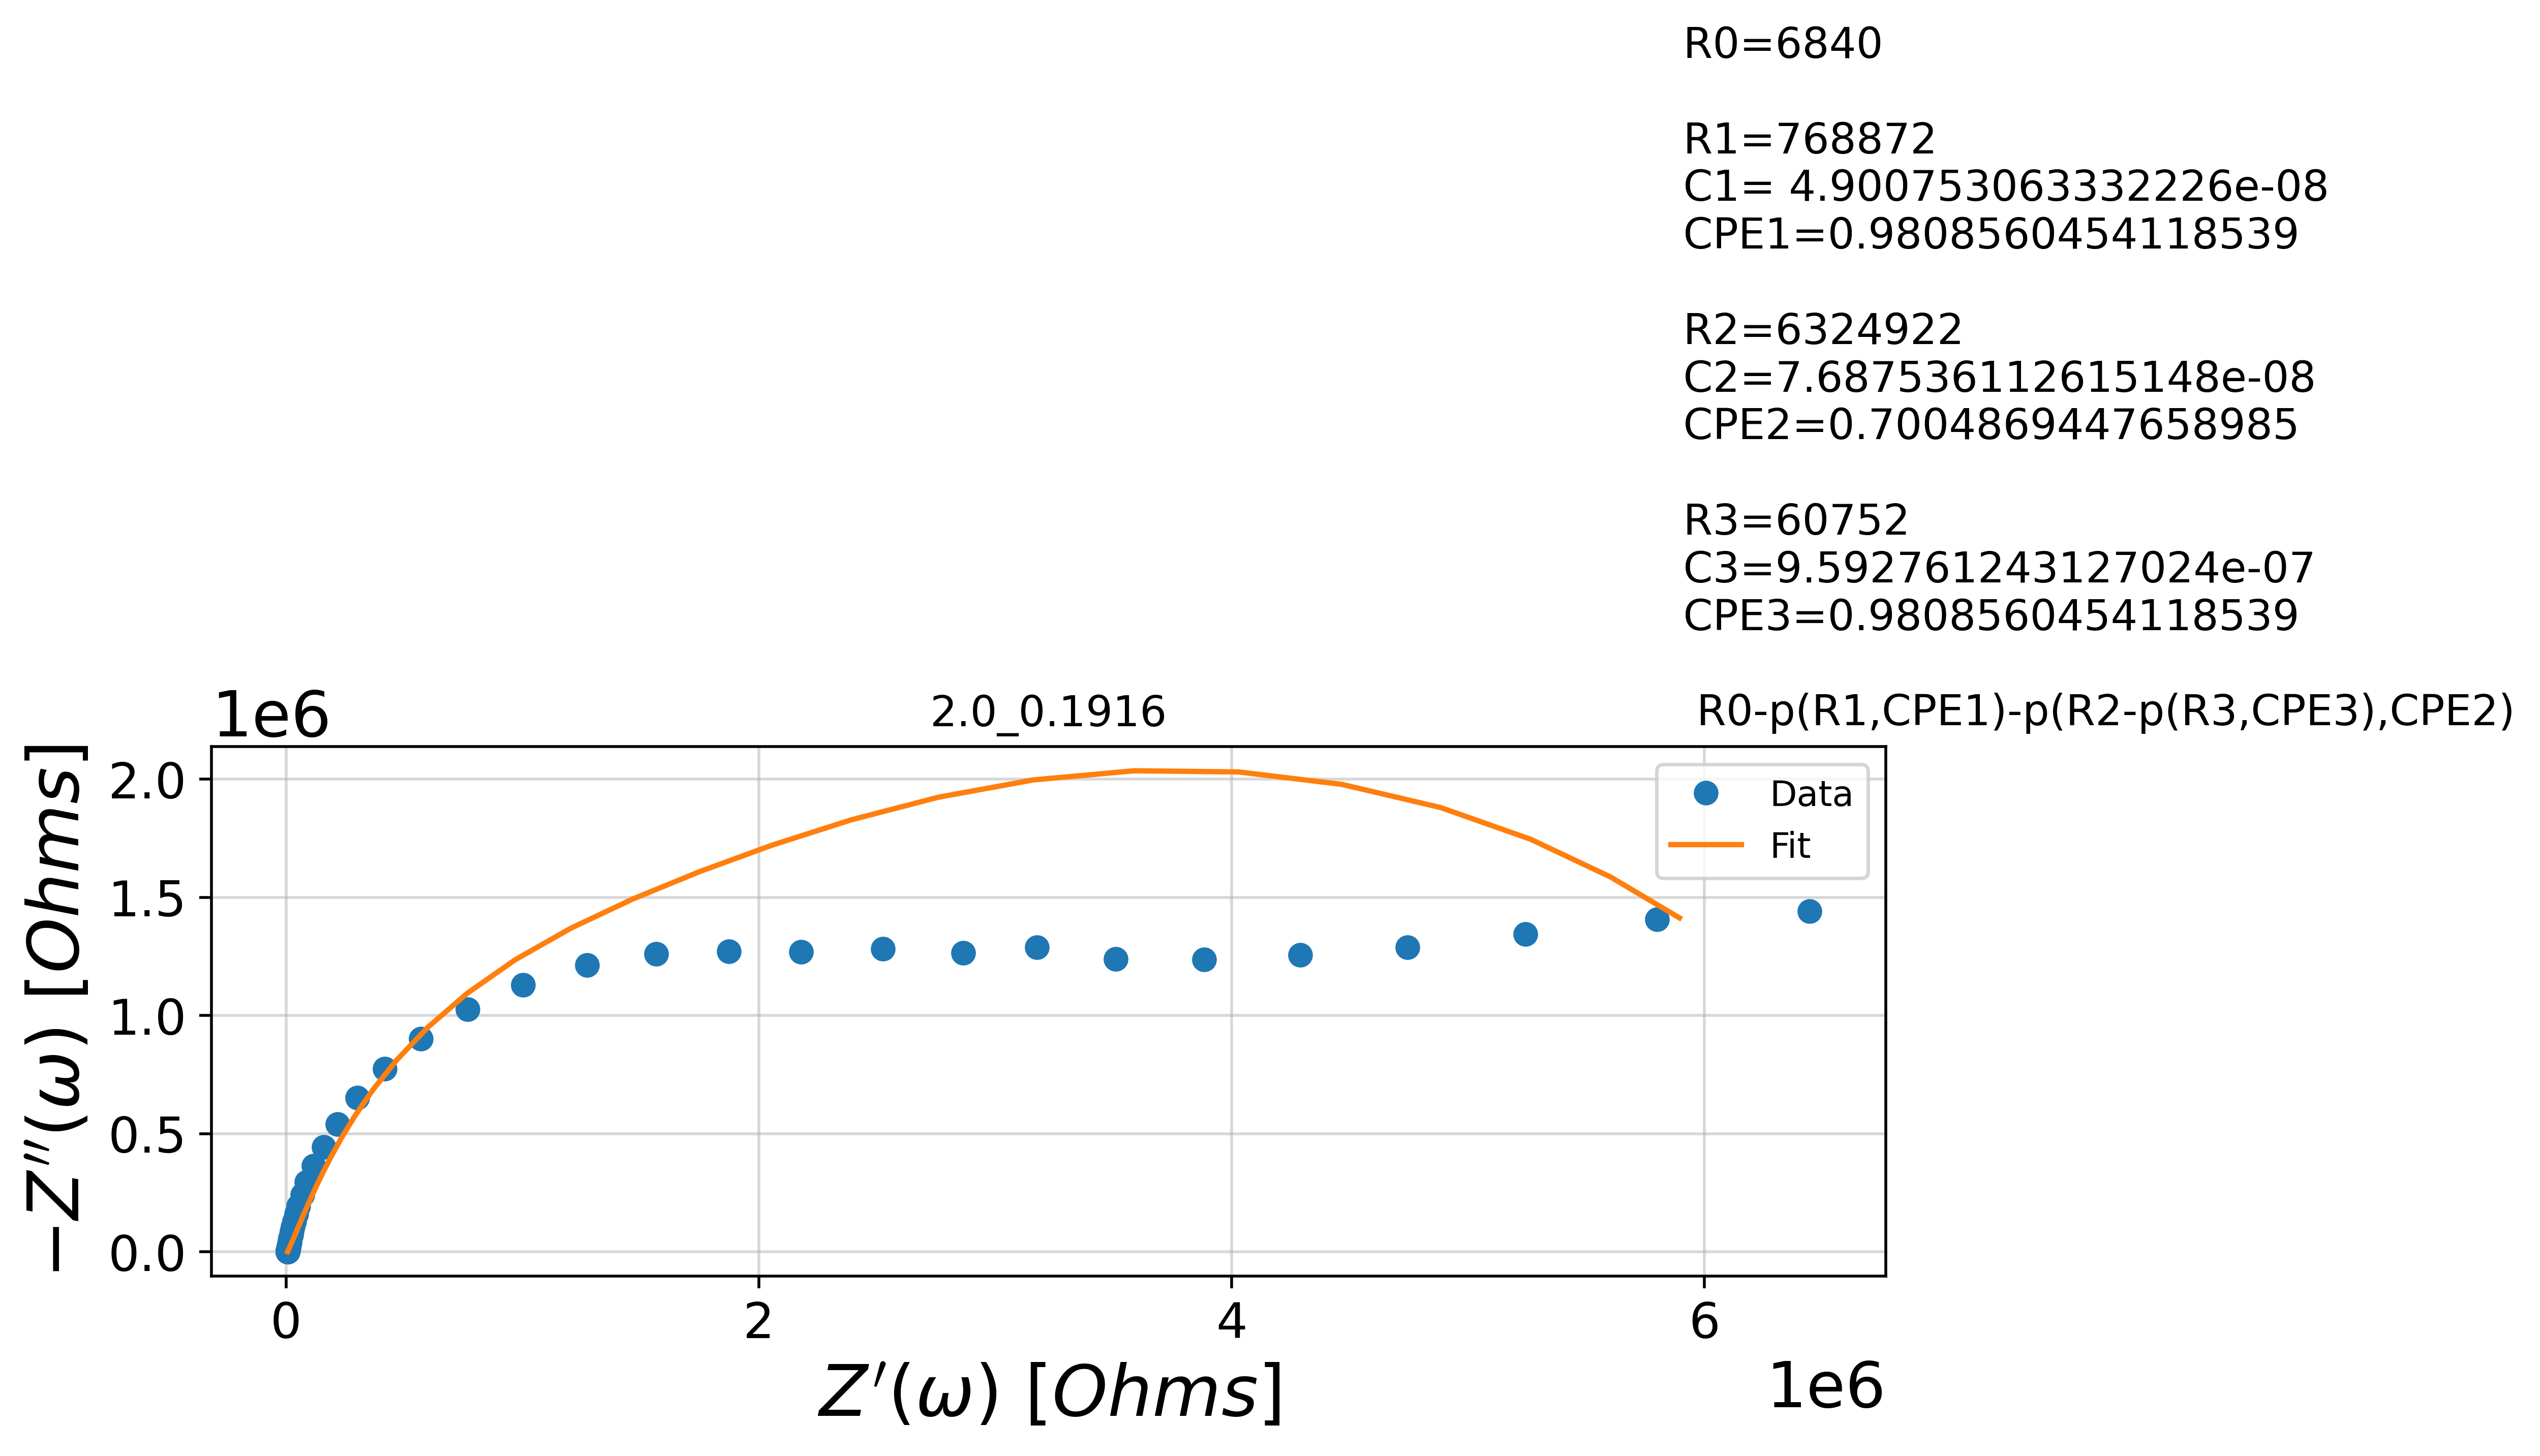 R0=6840
R1=768872
C1= 4.900753063332226e-08
CPE1=0.9808560454118539
R2=6324922
C2=7.687536112615148e-08
CPE2=0.7004869447658985
R3=60752
C3=9.592761243127024e-07
CPE3=0.9808560454118539
1e6
2.0_0.1916
R0-p(R1,CPE1)-p(R2-p(R3,CPE3),CPE2)
Data
Fit
2.0
1.5
1.0
0.5
0.0
−Z′′(ω) [Ohms]
0 2 4 6
Z′(ω) [Ohms]
1e6